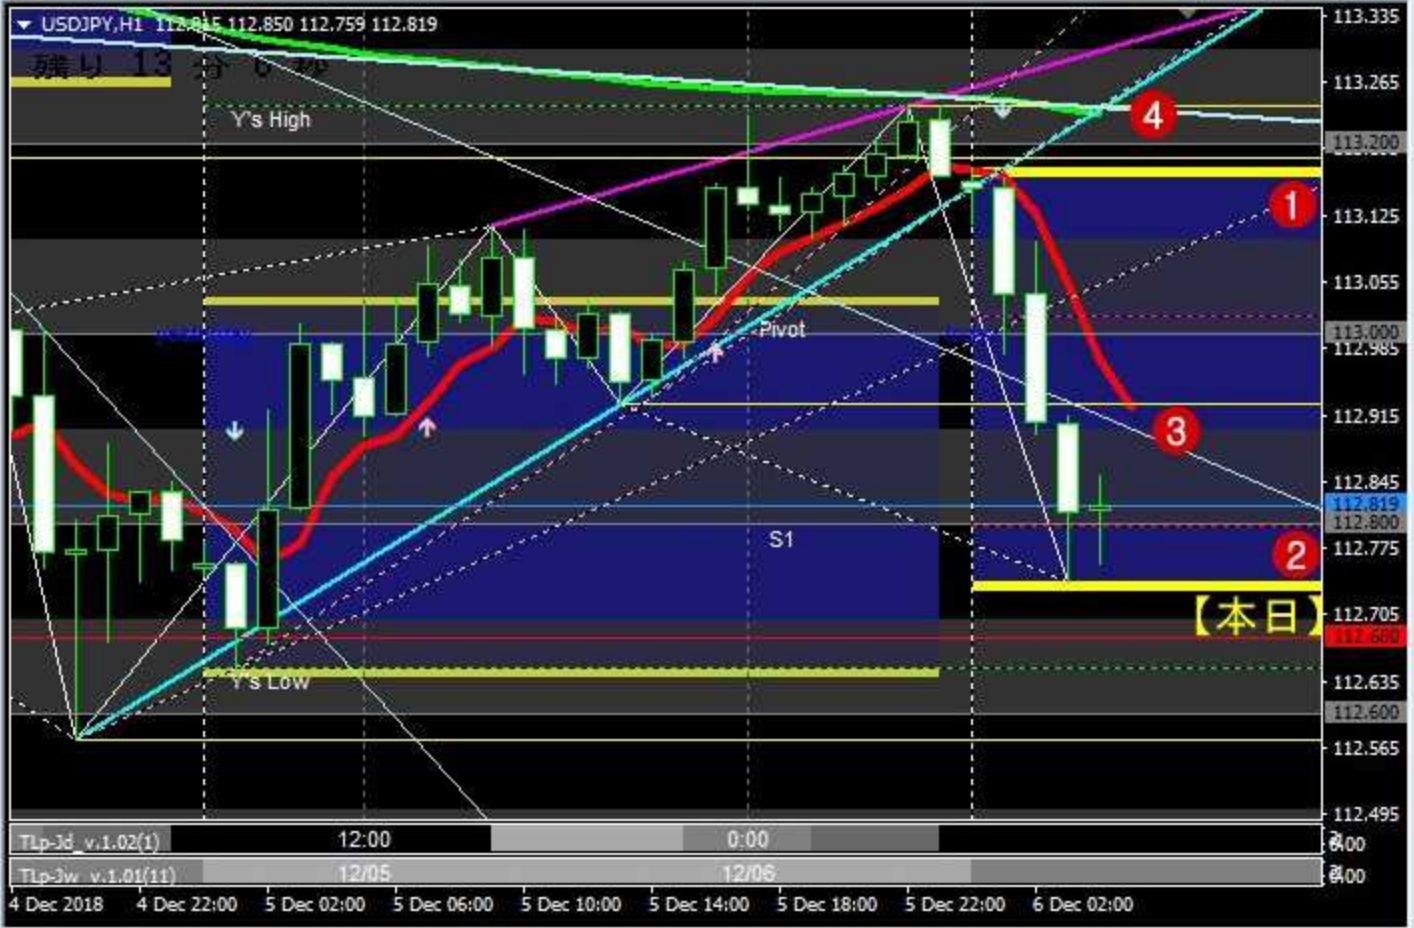 USDJPY,H1 112.815 112.850 112.759 112.819
残り 13 分 6 秒
113.335
113.265
Y's High
4
113.200
1
113.125
113.055
Pivot
113.000
112.985
112.915
3
112.845
112.819
112.800
S1
112.775
2
【本日】
112.705
112.680
112.635
Y's Low
112.600
112.565
112.495
TLp-Jd_v.1.02(1) 12:00 0:00
TLp-Jw_v.1.01(11) 12/05 12/06
4 Dec 2018 4 Dec 22:00 5 Dec 02:00 5 Dec 06:00 5 Dec 10:00 5 Dec 14:00 5 Dec 18:00 5 Dec 22:00 6 Dec 02:00